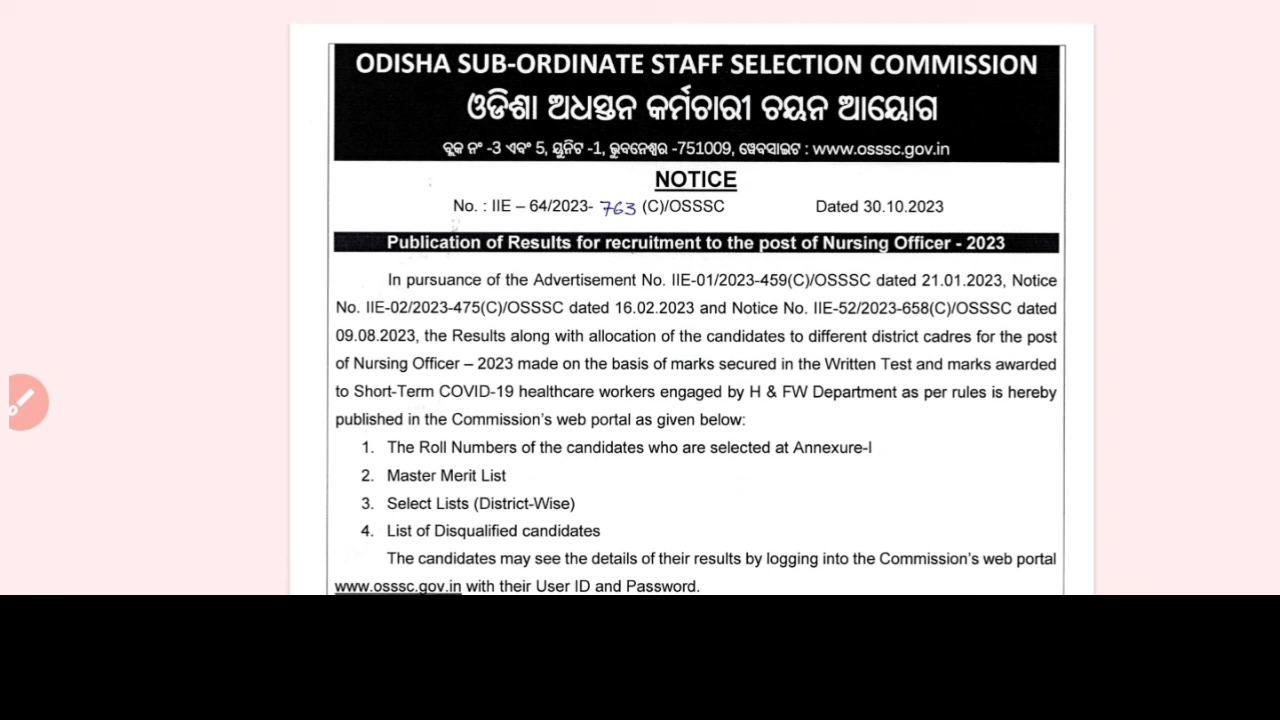 ODISHA SUB-ORDINATE STAFF SELECTION COMMISSION
ଓଡିଶା ଅଧସ୍ତନ କର୍ମଚାରୀ ଚୟନ ଆୟୋଗ
ବ୍ଲକ ନଂ -3 ଏବଂ 5, ୟୁନିଟ -1, ଭୁବନେଶ୍ୱର -751009, ୱେବସାଇଟ : www.osssc.gov.in
NOTICE
No. : IIE – 64/2023- 763 (C)/OSSSC Dated 30.10.2023
Publication of Results for recruitment to the post of Nursing Officer - 2023
In pursuance of the Advertisement No. IIE-01/2023-459(C)/OSSSC dated 21.01.2023, Notice
No. IIE-02/2023-475(C)/OSSSC dated 16.02.2023 and Notice No. IIE-52/2023-658(C)/OSSSC dated
09.08.2023, the Results along with allocation of the candidates to different district cadres for the post
of Nursing Officer – 2023 made on the basis of marks secured in the Written Test and marks awarded
to Short-Term COVID-19 healthcare workers engaged by H & FW Department as per rules is hereby
published in the Commission's web portal as given below:
1. The Roll Numbers of the candidates who are selected at Annexure-I
2. Master Merit List
3. Select Lists (District-Wise)
4. List of Disqualified candidates
The candidates may see the details of their results by logging into the Commission's web portal
www.osssc.gov.in with their User ID and Password.